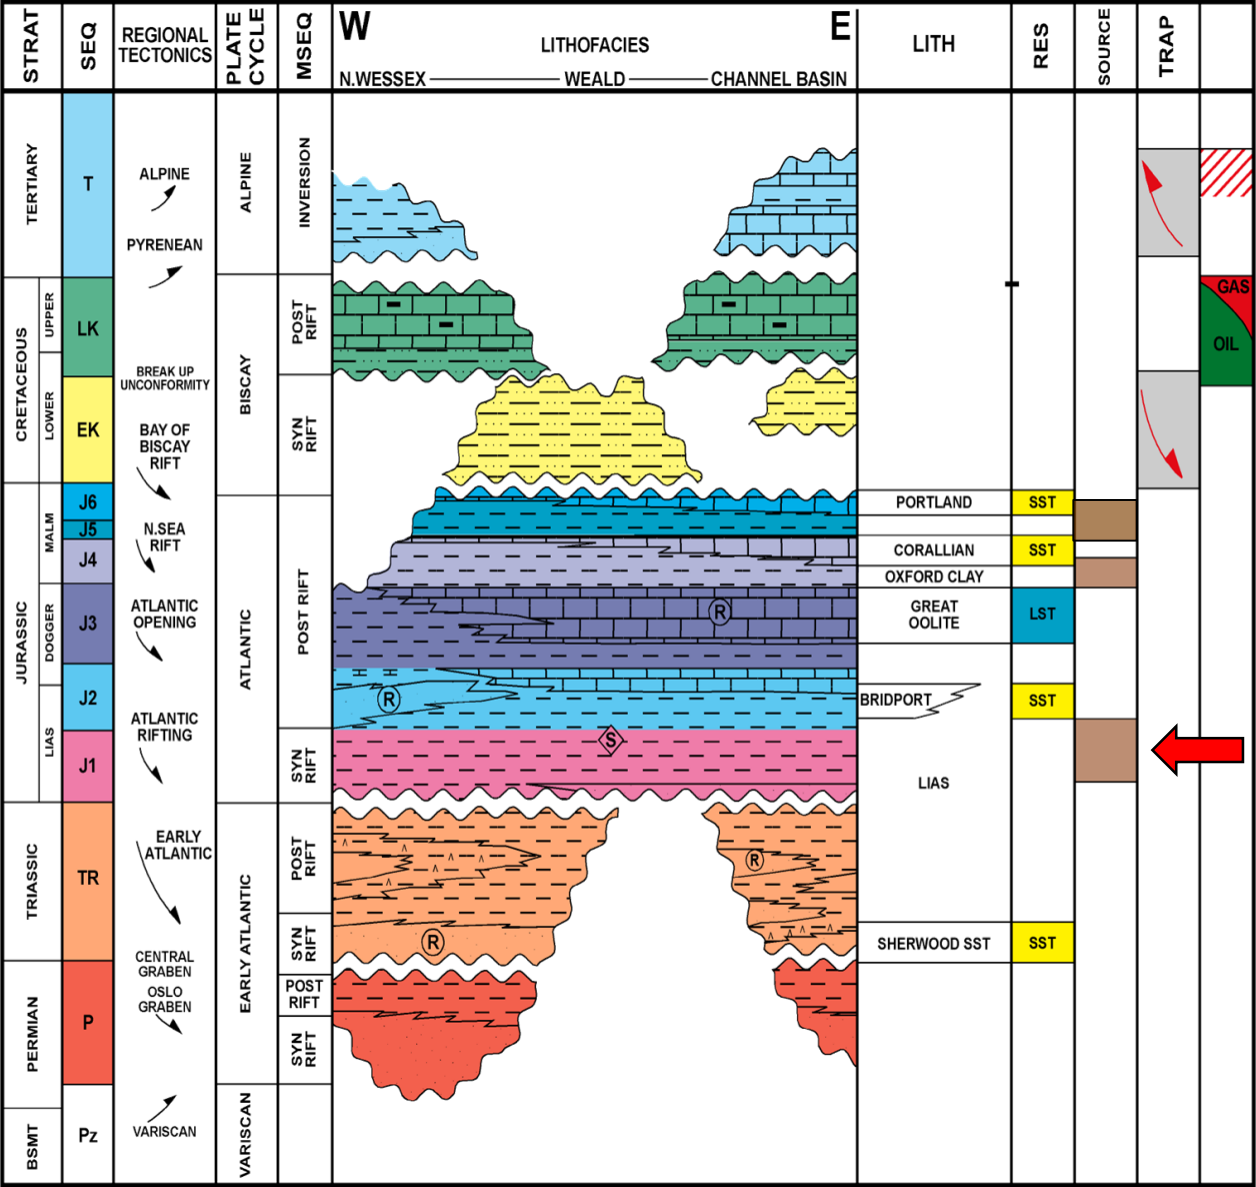 STRAT
SEQ
REGIONAL
TECTONICS
PLATE
CYCLE
MSEQ
W
E
LITHOFACIES
N.WESSEX
WEALD
CHANNEL BASIN
LITH
RES
SOURCE
TRAP
TERTIARY
T
ALPINE
PYRENEAN
ALPINE
INVERSION
CRETACEOUS
UPPER
LOWER
LK
EK
BREAK UP
UNCONFORMITY
BAY OF
BISCAY
RIFT
BISCAY
POST
RIFT
SYN
RIFT
GAS
OIL
JURASSIC
MALM
DOGGER
LIAS
J6
J5
J4
J3
J2
J1
N.SEA
RIFT
ATLANTIC
OPENING
ATLANTIC
RIFTING
ATLANTIC
POST RIFT
SYN
RIFT
R
R
S
PORTLAND
SST
CORALLIAN
SST
OXFORD CLAY
GREAT
OOLITE
LST
BRIDPORT
SST
LIAS
TRIASSIC
TR
EARLY
ATLANTIC
CENTRAL
GRABEN
OSLO
GRABEN
EARLY ATLANTIC
POST
RIFT
SYN
RIFT
R
R
SHERWOOD SST
SST
PERMIAN
P
POST
RIFT
SYN
RIFT
BSMT
Pz
VARISCAN
VARISCAN